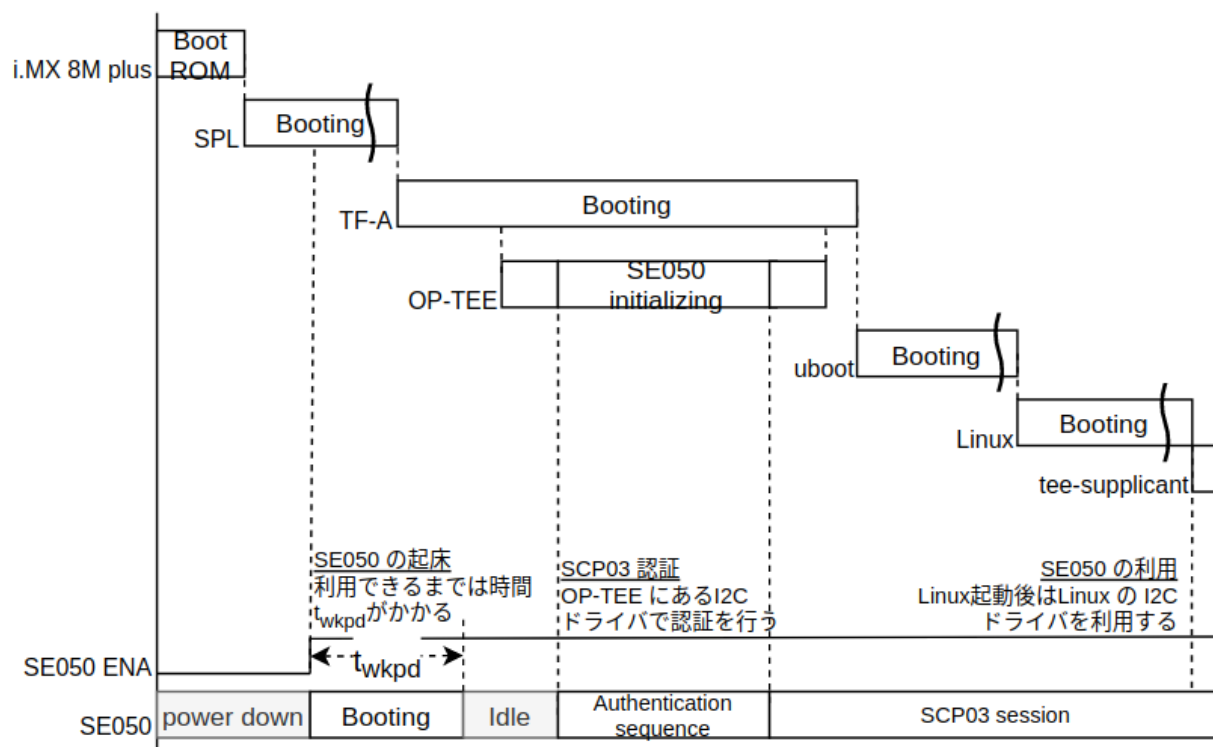 Boot
ROM
i.MX 8M plus
Booting
SPL
Booting
TF-A
SE050
initializing
OP-TEE
Booting
uboot
Booting
Linux
tee-supplicant
SE050 の起床
利用できるまでは時間
twkpdがかかる
SCP03 認証
OP-TEE にあるI2C
ドライバで認証を行う
SE050 の利用
Linux起動後はLinux の I2C
ドライバを利用する
twkpd
SE050 ENA
power down
Booting
Idle
Authentication
sequence
SCP03 session
SE050